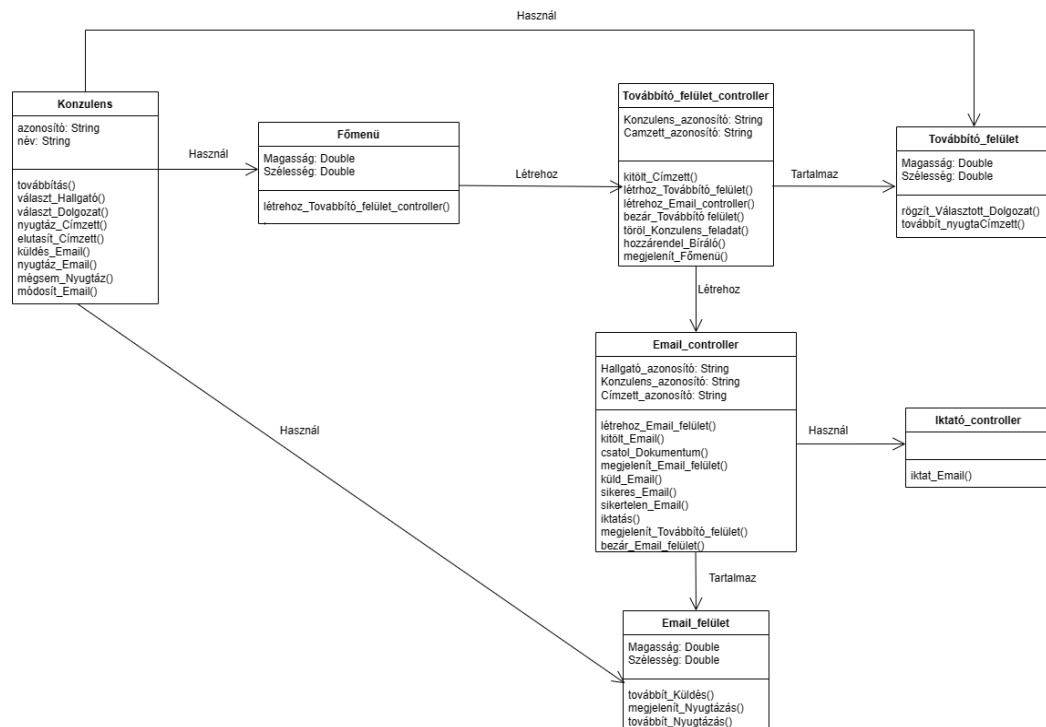 Használ
Konzulens
azonosító: String
név: String
továbbítás()
választ_Hallgató()
választ_Dolgozat()
nyugtáz_Címzett()
elutasít_Címzett()
küldés_Email()
nyugtáz_Email()
mégsem_Nyugtáz()
módosít_Email()
Használ
Főmenü
Magasság: Double
Szélesség: Double
létrehoz_Tovabbító_felület_controller()
Létrehoz
Továbbító_felület_controller
Konzulens_azonosító: String
Camzett_azonosító: String
kitölt_Címzett()
létrhoz_Továbbító_felület()
létrehoz_Email_controller()
bezár_Továbbító felület()
töröl_Konzulens_feladat()
hozzárendel_Bíráló()
megjelenít_Főmenü()
Tartalmaz
Továbbító_felület
Magasság: Double
Szélesség: Double
rögzít_Választott_Dolgozat()
továbbít_nyugtaCímzett()
Létrehoz
Email_controller
Hallgató_azonosító: String
Konzulens_azonosító: String
Címzett_azonosító: String
létrehoz_Email_felület()
kitölt_Email()
csatol_Dokumentum()
megjelenít_Email_felület()
küld_Email()
sikeres_Email()
sikertelen_Email()
iktatás()
megjelenít_Továbbító_felület()
bezár_Email_felület()
Használ
Iktató_controller
iktat_Email()
Használ
Tartalmaz
Email_felület
Magasság: Double
Szélesség: Double
továbbít_Küldés()
megjelenít_Nyugtázás()
továbbít_Nyugtázás()